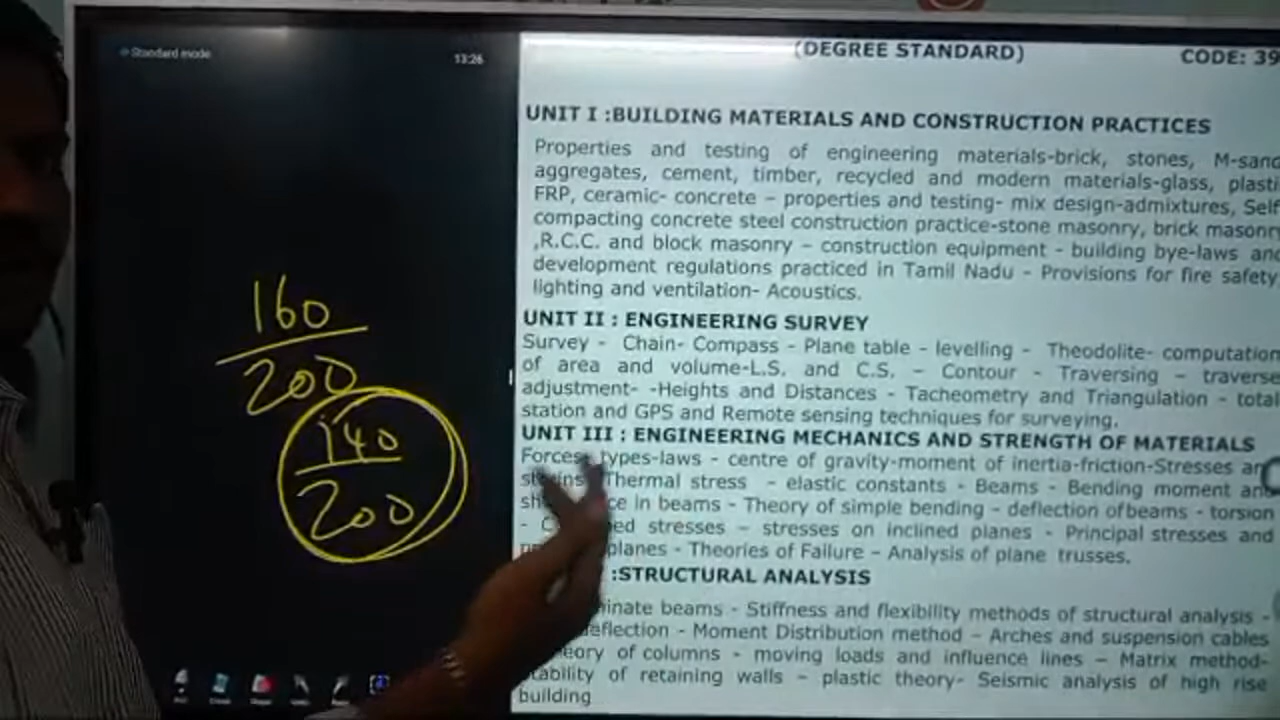 Standard mode
13:26
160
200
140
200
(DEGREE STANDARD) CODE: 39
UNIT I :BUILDING MATERIALS AND CONSTRUCTION PRACTICES
Properties and testing of engineering materials-brick, stones, M-sand
aggregates, cement, timber, recycled and modern materials-glass, plasti
FRP, ceramic- concrete – properties and testing- mix design-admixtures, Self
compacting concrete steel construction practice-stone masonry, brick masonry
,R.C.C. and block masonry – construction equipment - building bye-laws and
development regulations practiced in Tamil Nadu - Provisions for fire safety,
lighting and ventilation- Acoustics.
UNIT II : ENGINEERING SURVEY
Survey - Chain- Compass - Plane table - levelling - Theodolite- computation
of area and volume-L.S. and C.S. – Contour - Traversing – traverse
adjustment- -Heights and Distances - Tacheometry and Triangulation - total
station and GPS and Remote sensing techniques for surveying.
UNIT III : ENGINEERING MECHANICS AND STRENGTH OF MATERIALS
Forces- types-laws - centre of gravity-moment of inertia-friction-Stresses an
Thermal stress - elastic constants - Beams - Bending moment and
in beams - Theory of simple bending - deflection of beams - torsion
- stresses – stresses on inclined planes - Principal stresses and
planes - Theories of Failure – Analysis of plane trusses.
:STRUCTURAL ANALYSIS
beams - Stiffness and flexibility methods of structural analysis -
deflection - Moment Distribution method – Arches and suspension cables
of columns - moving loads and influence lines – Matrix method-
of retaining walls – plastic theory- Seismic analysis of high rise
building